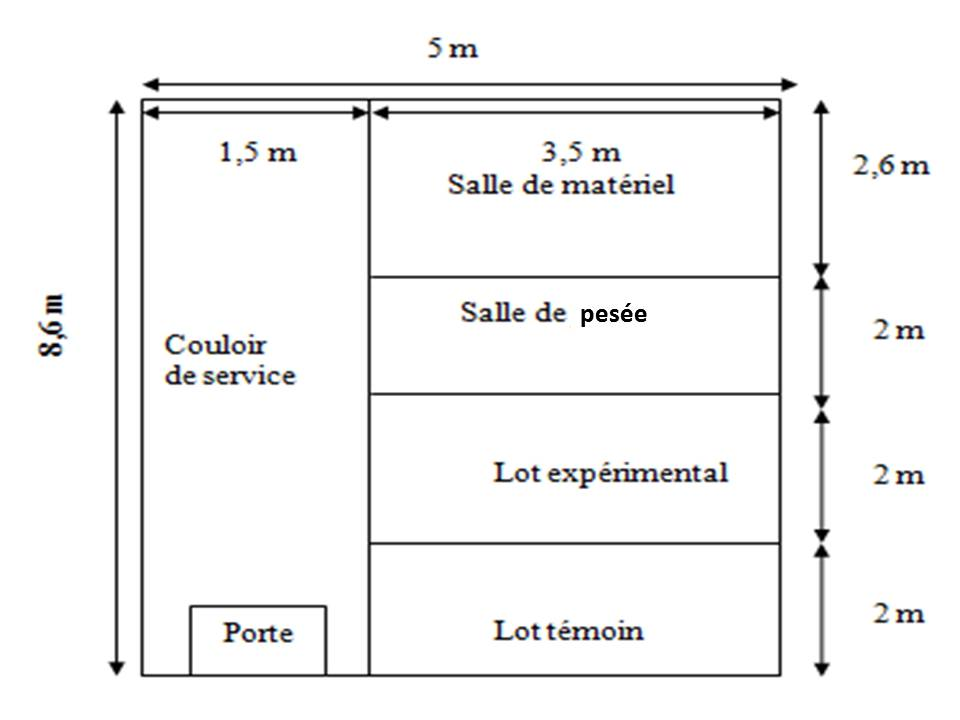 5 m
1,5 m
3,5 m
Salle de matériel
2,6 m
Salle de pesée
2 m
8,6 m
Couloir
de service
Lot expérimental
2 m
Porte
Lot témoin
2 m